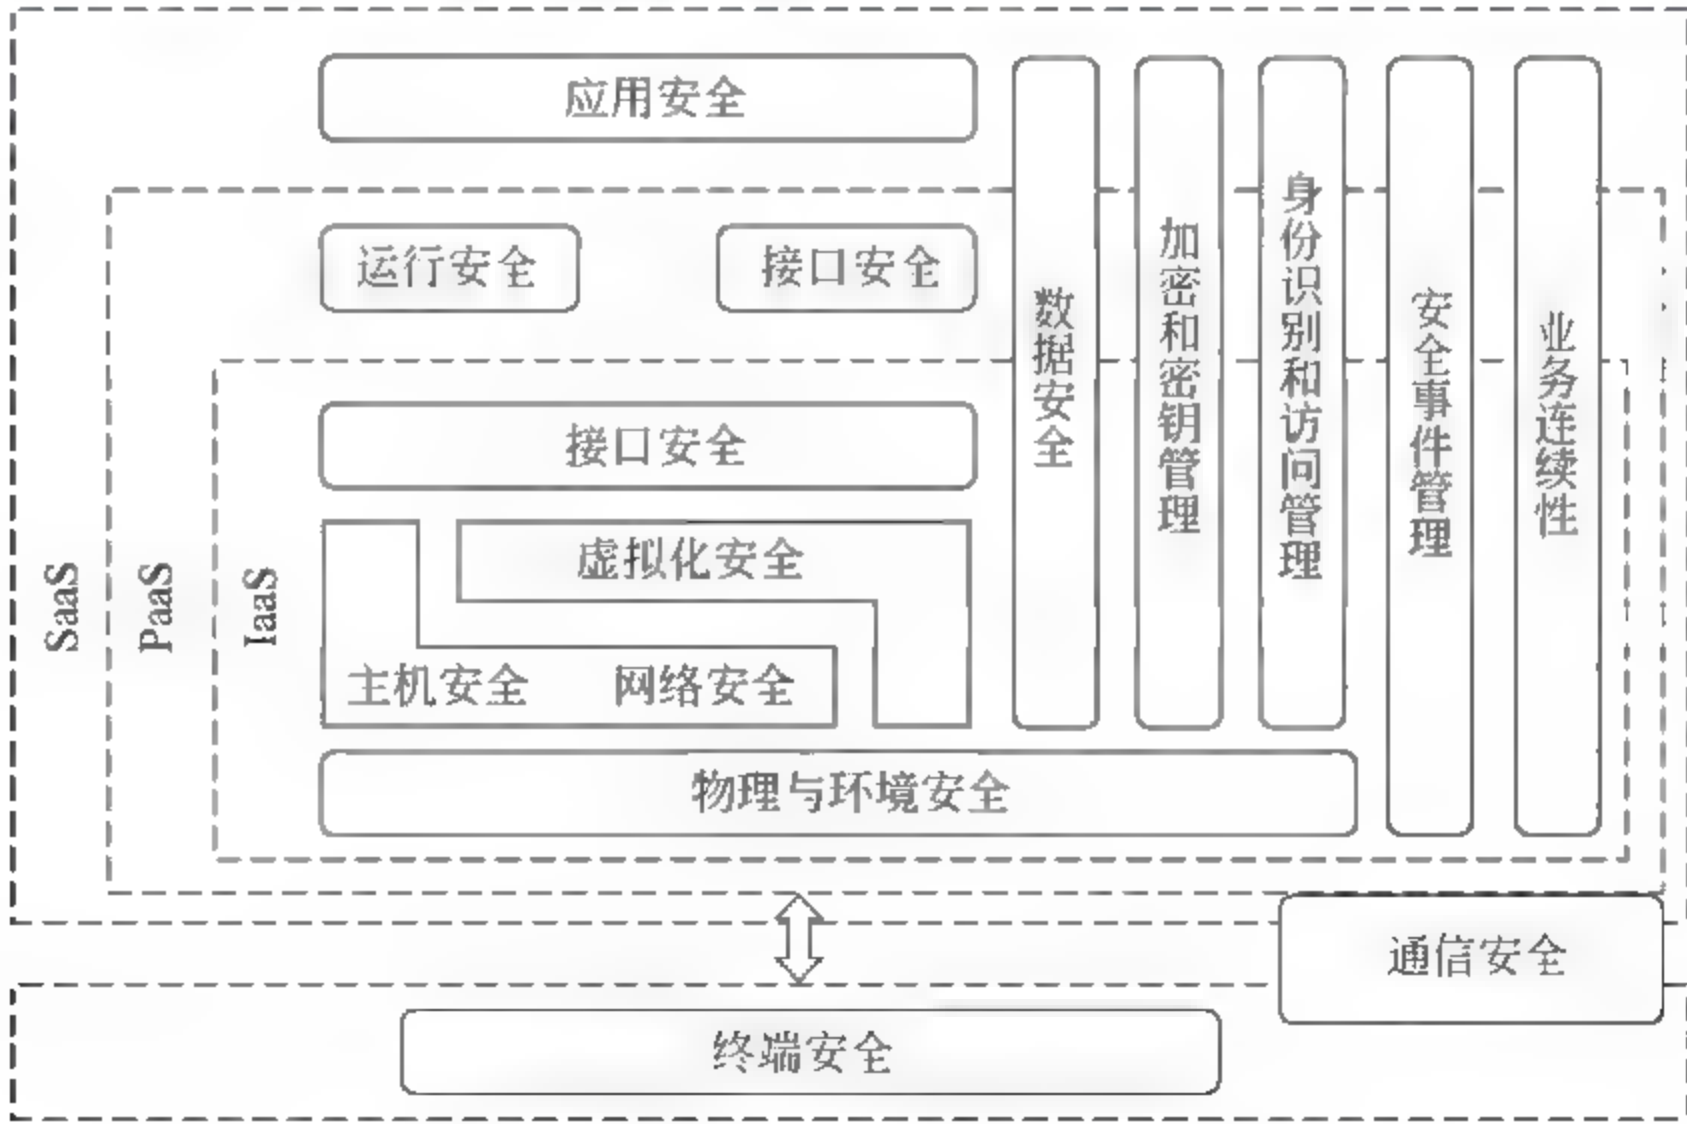 应用安全
运行安全
接口安全
接口安全
虚拟化安全
主机安全
网络安全
物理与环境安全
数据安全
加密和密钥管理
身份识别和访问管理
安全事件管理
业务连续性
SaaS
PaaS
IaaS
通信安全
终端安全